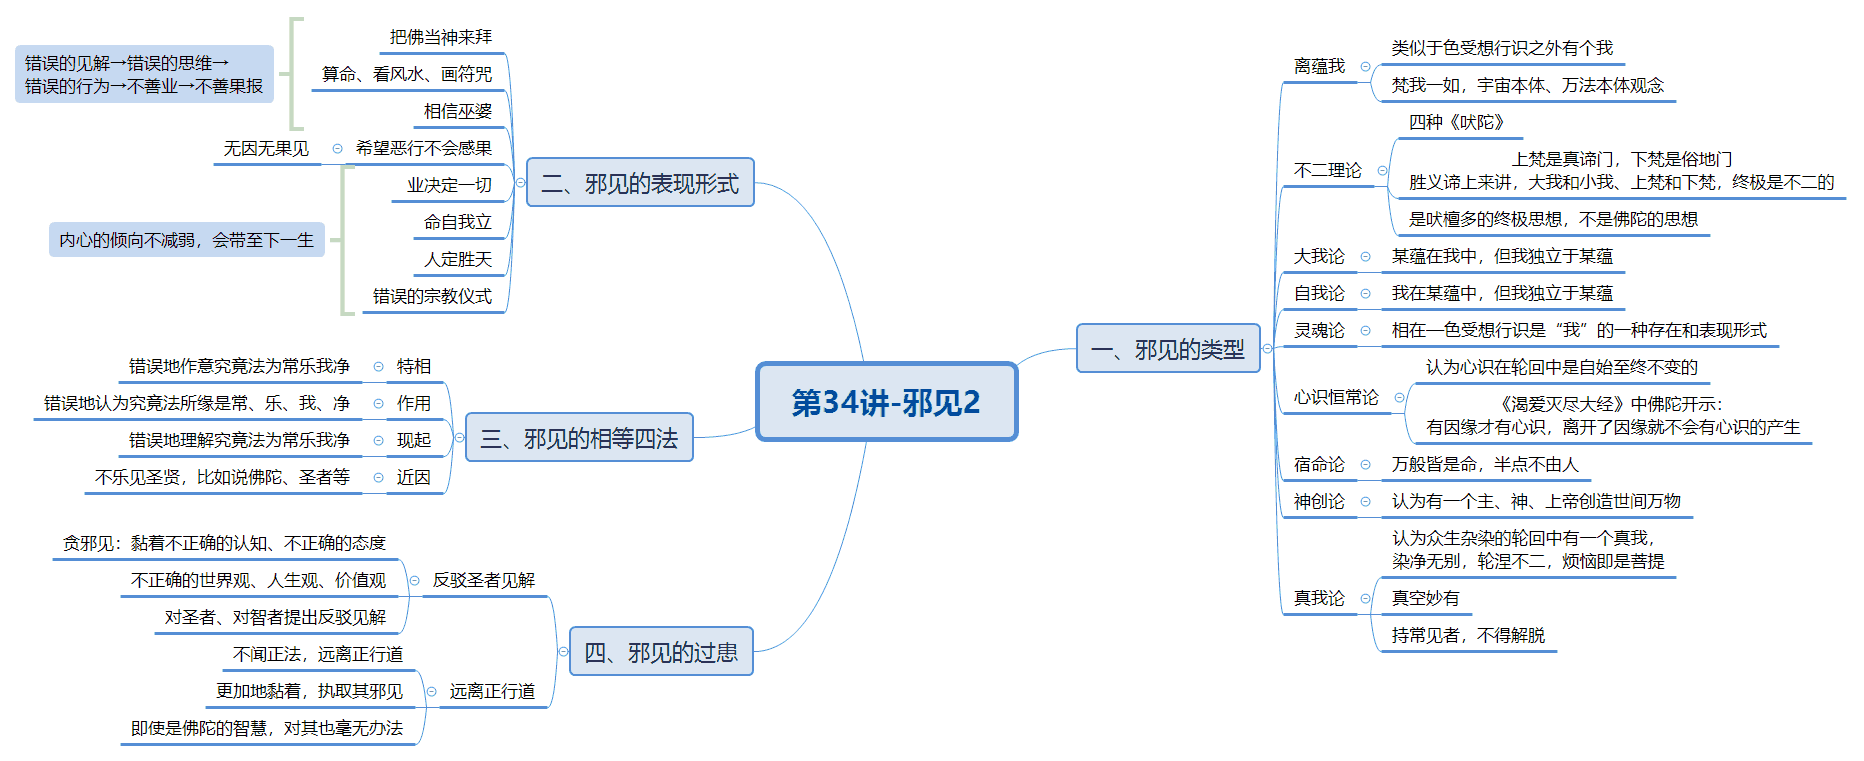 第34讲-邪见2
一、邪见的类型
离蕴我
类似于色受想行识之外有个我
梵我一如，宇宙本体、万法本体观念
不二理论
四种《吠陀》
上梵是真谛门，下梵是俗地门
胜义谛上来讲，大我和小我、上梵和下梵，终极是不二的
是吠檀多的终极思想，不是佛陀的思想
大我论
某蕴在我中，但我独立于某蕴
自我论
我在某蕴中，但我独立于某蕴
灵魂论
相在—色受想行识是“我”的一种存在和表现形式
心识恒常论
认为心识在轮回中是自始至终不变的
《渴爱灭尽大经》中佛陀开示：
有因缘才有心识，离开了因缘就不会有心识的产生
宿命论
万般皆是命，半点不由人
神创论
认为有一个主、神、上帝创造世间万物
真我论
认为众生杂染的轮回中有一个真我，
染净无别，轮涅不二，烦恼即是菩提
真空妙有
持常见者，不得解脱
二、邪见的表现形式
把佛当神来拜
算命、看风水、画符咒
相信巫婆
希望恶行不会感果
无因无果见
业决定一切
命自我立
人定胜天
错误的宗教仪式
错误的见解→错误的思维→
错误的行为→不善业→不善果报
内心的倾向不减弱，会带至下一生
三、邪见的相等四法
特相
错误地作意究竟法为常乐我净
作用
错误地认为究竟法所缘是常、乐、我、净
现起
错误地理解究竟法为常乐我净
近因
不乐见圣贤，比如说佛陀、圣者等
四、邪见的过患
反驳圣者见解
贪邪见：黏着不正确的认知、不正确的态度
不正确的世界观、人生观、价值观
对圣者、对智者提出反驳见解
远离正行道
不闻正法，远离正行道
更加地黏着，执取其邪见
即使是佛陀的智慧，对其也毫无办法